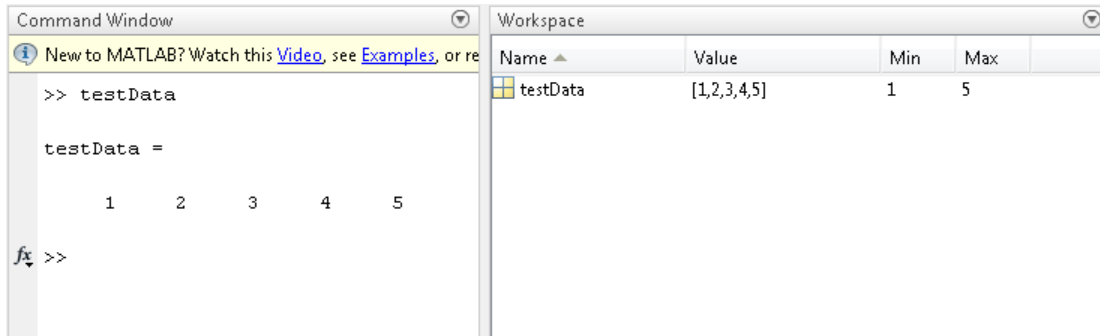 Command Window
New to MATLAB? Watch this Video, see Examples, or re
>> testData
testData =
1 2 3 4 5
fx >>
Workspace
Name Value Min Max
testData [1,2,3,4,5] 1 5